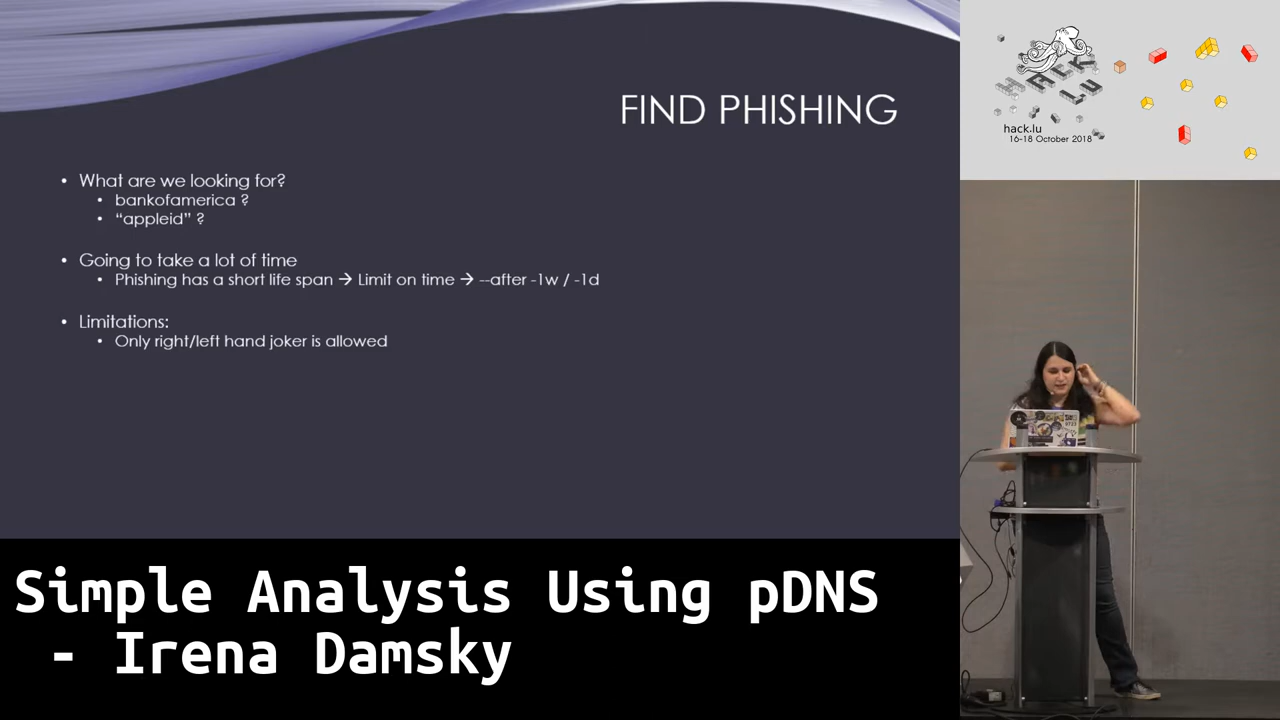 FIND PHISHING
• What are we looking for?
• bankofamerica ?
• “appleid” ?
• Going to take a lot of time
• Phishing has a short life span → Limit on time → --after -1w / -1d
• Limitations:
• Only right/left hand joker is allowed
HACK
LU
hack.lu
16-18 October 2018
Simple Analysis Using pDNS
- Irena Damsky